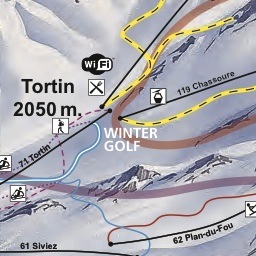 WiFi
Tortin
2050 m.
119 Chassoure
WINTER
GOLF
71 Tortin
62 Plan-du-Fou
61 Siviez